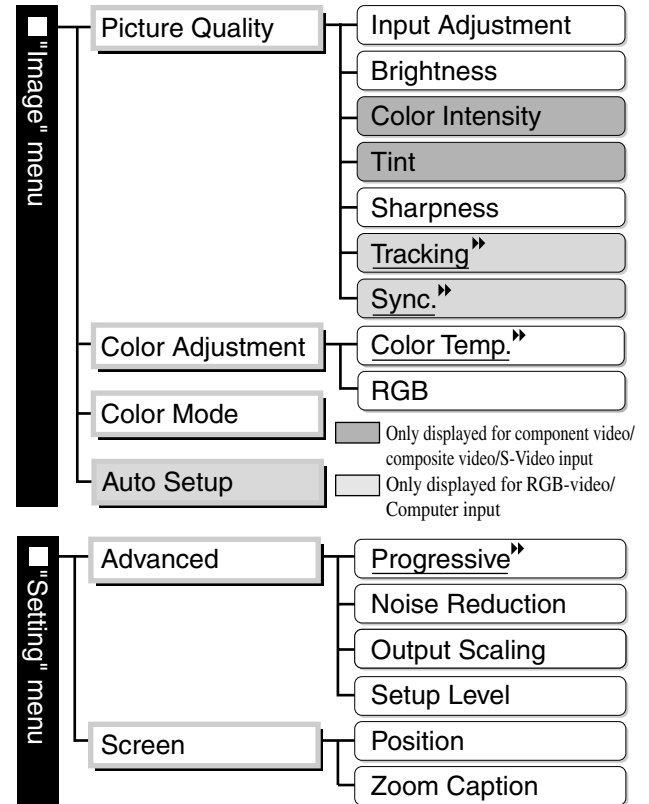 "Image" menu
Picture Quality
Input Adjustment
Brightness
Color Intensity
Tint
Sharpness
Tracking
Sync.
Color Adjustment
Color Temp.
RGB
Color Mode
Auto Setup
Only displayed for component video/
composite video/S-Video input
Only displayed for RGB-video/
Computer input
"Setting" menu
Advanced
Progressive
Noise Reduction
Output Scaling
Setup Level
Screen
Position
Zoom Caption